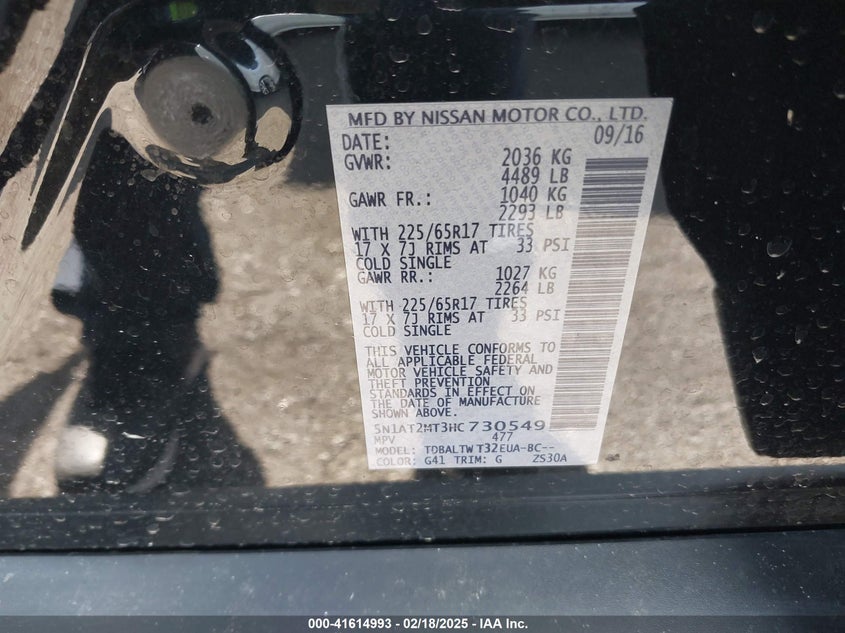 MFD BY NISSAN MOTOR CO., LTD.
DATE: 09/16
GVWR: 2036 KG
4489 LB
GAWR FR.: 1040 KG
2293 LB
WITH 225/65R17 TIRES
17 X 7J RIMS AT 33 PSI
COLD SINGLE
GAWR RR.: 1027 KG
2264 LB
WITH 225/65R17 TIRES
17 X 7J RIMS AT 33 PSI
COLD SINGLE
THIS VEHICLE CONFORMS TO
ALL APPLICABLE FEDERAL
MOTOR VEHICLE SAFETY AND
THEFT PREVENTION
STANDARDS IN EFFECT ON
THE DATE OF MANUFACTURE
SHOWN ABOVE.
5N1AT2MT3HC730549
MPV 477
MODEL: TDBALTWT32EUA-BC--
COLOR: G41 TRIM: G ZS30A
000-41614993 - 02/18/2025 - IAA Inc.